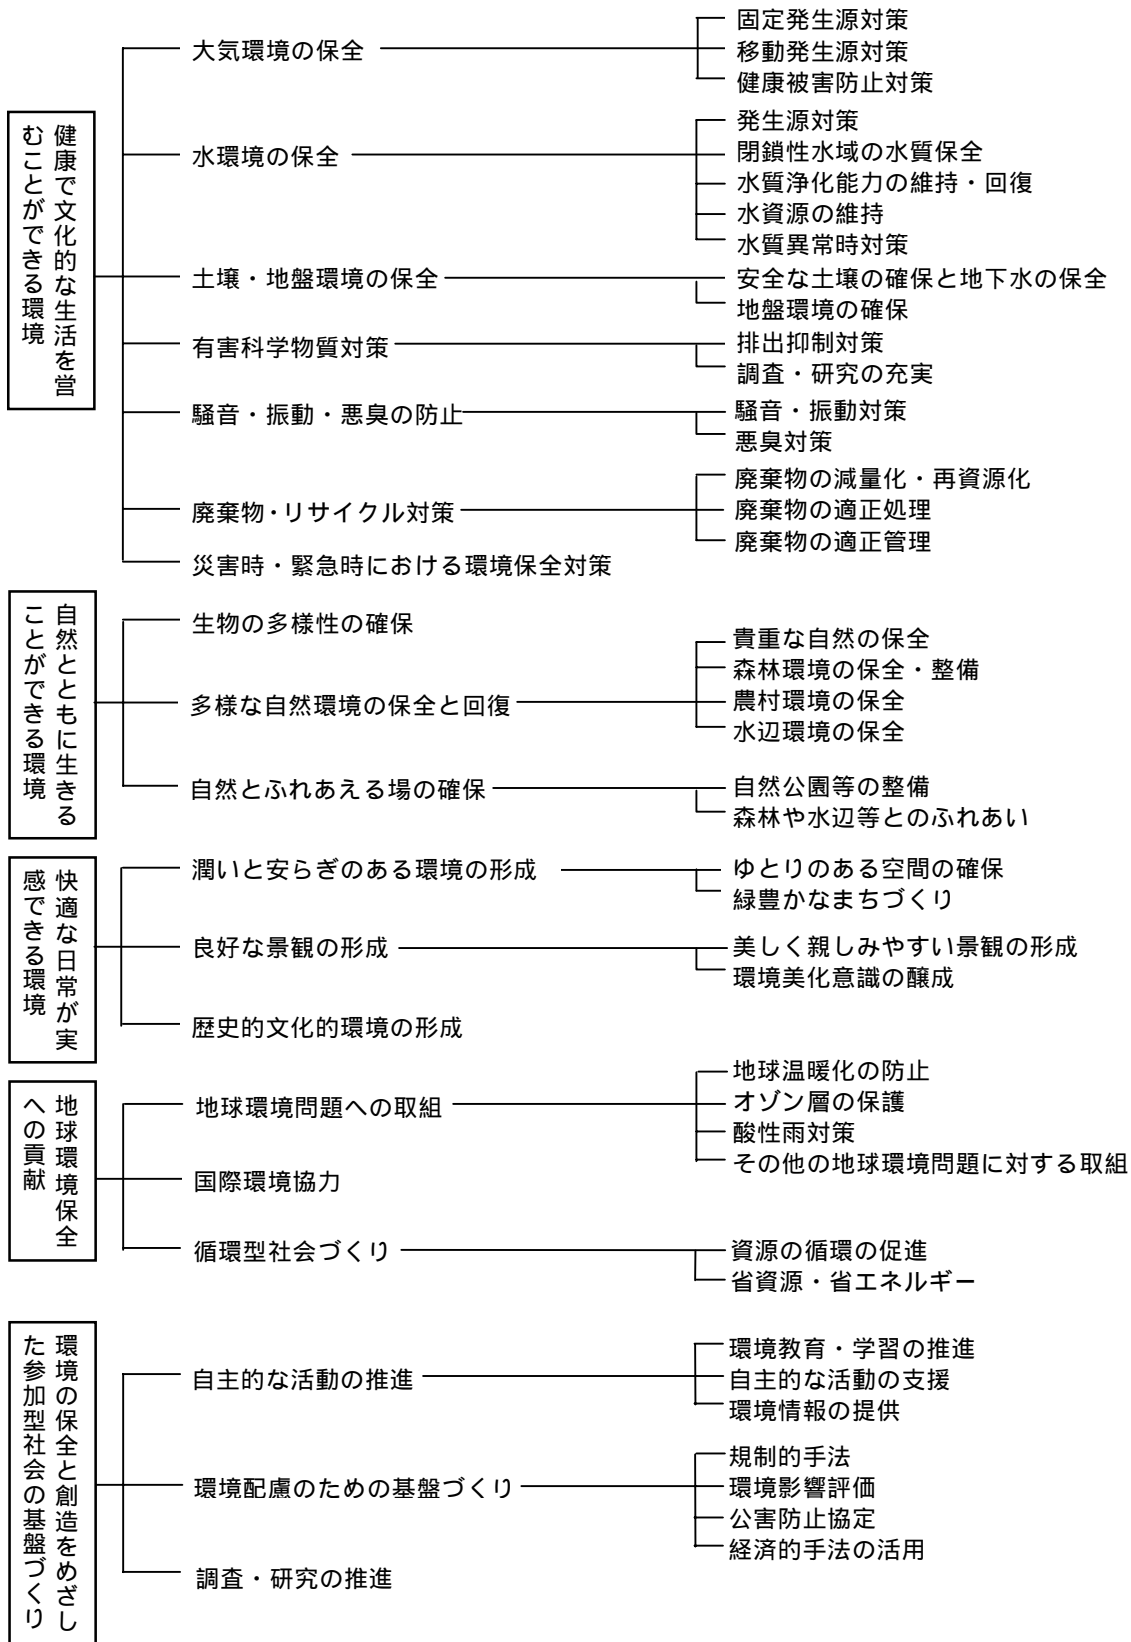 健康で文化的な生活を営
むことができる環境
大気環境の保全
固定発生源対策
移動発生源対策
健康被害防止対策
水環境の保全
発生源対策
閉鎖性水域の水質保全
水質浄化能力の維持・回復
水資源の維持
水質異常時対策
土壌・地盤環境の保全
安全な土壌の確保と地下水の保全
地盤環境の確保
有害科学物質対策
排出抑制対策
調査・研究の充実
騒音・振動・悪臭の防止
騒音・振動対策
悪臭対策
廃棄物・リサイクル対策
廃棄物の減量化・再資源化
廃棄物の適正処理
廃棄物の適正管理
災害時・緊急時における環境保全対策
自然とともに生きる
ことができる環境
生物の多様性の確保
多様な自然環境の保全と回復
貴重な自然の保全
森林環境の保全・整備
農村環境の保全
水辺環境の保全
自然とふれあえる場の確保
自然公園等の整備
森林や水辺等とのふれあい
快適な日常が実
感できる環境
潤いと安らぎのある環境の形成
ゆとりのある空間の確保
緑豊かなまちづくり
良好な景観の形成
美しく親しみやすい景観の形成
環境美化意識の醸成
歴史的文化的環境の形成
地球環境保全
への貢献
地球環境問題への取組
地球温暖化の防止
オゾン層の保護
酸性雨対策
その他の地球環境問題に対する取組
国際環境協力
循環型社会づくり
資源の循環の促進
省資源・省エネルギー
環境の保全と創造をめざし
た参加型社会の基盤づくり
自主的な活動の推進
環境教育・学習の推進
自主的な活動の支援
環境情報の提供
環境配慮のための基盤づくり
規制的手法
環境影響評価
公害防止協定
経済的手法の活用
調査・研究の推進